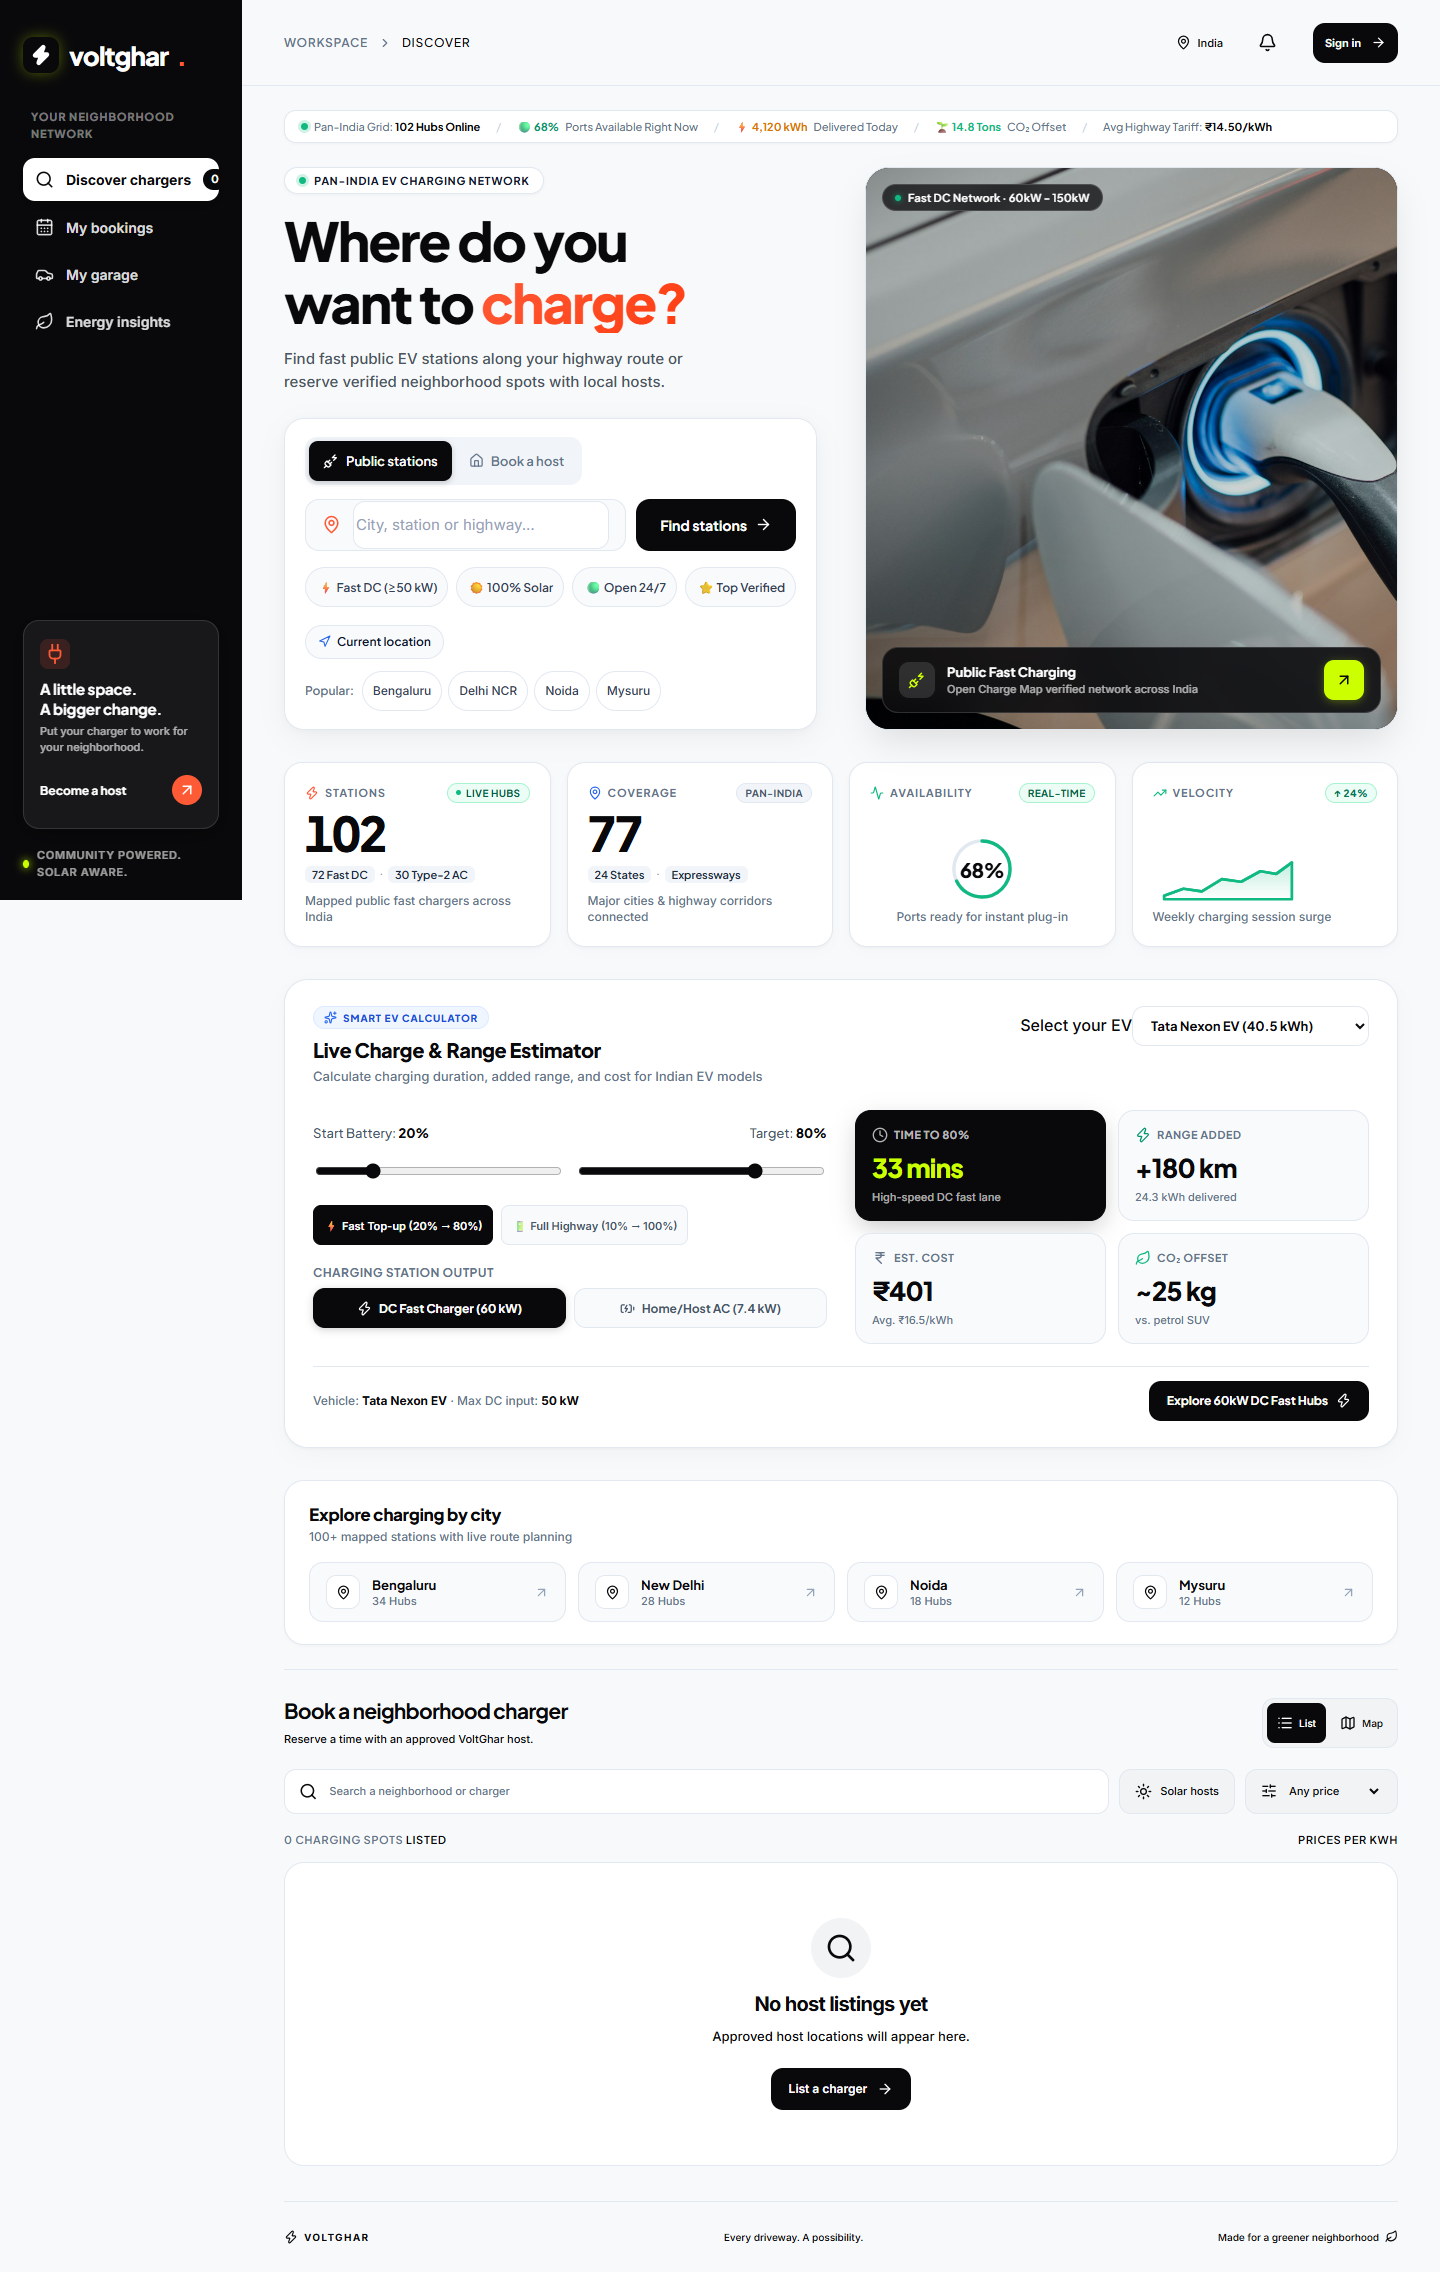 voltghar.
YOUR NEIGHBORHOOD
NETWORK
Discover chargers 0
My bookings
My garage
Energy insights
A little space.
A bigger change.
Put your charger to work for
your neighborhood.
Become a host
COMMUNITY POWERED.
SOLAR AWARE.
WORKSPACE > DISCOVER
India
Sign in →
Pan-India Grid: 102 Hubs Online / 68% Ports Available Right Now / 4,120 kWh Delivered Today / 14.8 Tons CO₂ Offset / Avg Highway Tariff: ₹14.50/kWh
PAN-INDIA EV CHARGING NETWORK
Where do you
want to charge?
Find fast public EV stations along your highway route or
reserve verified neighborhood spots with local hosts.
Public stations
Book a host
City, station or highway...
Find stations →
Fast DC (≥50 kW)
100% Solar
Open 24/7
Top Verified
Current location
Popular: Bengaluru Delhi NCR Noida Mysuru
Fast DC Network · 60kW - 150kW
Public Fast Charging
Open Charge Map verified network across India
STATIONS
LIVE HUBS
102
72 Fast DC · 30 Type-2 AC
Mapped public fast chargers across
India
COVERAGE
PAN-INDIA
77
24 States · Expressways
Major cities & highway corridors
connected
AVAILABILITY
REAL-TIME
68%
Ports ready for instant plug-in
VELOCITY
↑ 24%
Weekly charging session surge
SMART EV CALCULATOR
Live Charge & Range Estimator
Calculate charging duration, added range, and cost for Indian EV models
Select your EV
Tata Nexon EV (40.5 kWh)
Start Battery: 20%
Target: 80%
Fast Top-up (20% → 80%)
Full Highway (10% → 100%)
CHARGING STATION OUTPUT
DC Fast Charger (60 kW)
Home/Host AC (7.4 kW)
TIME TO 80%
33 mins
High-speed DC fast lane
RANGE ADDED
+180 km
24.3 kWh delivered
EST. COST
₹401
Avg. ₹16.5/kWh
CO₂ OFFSET
~25 kg
vs. petrol SUV
Vehicle: Tata Nexon EV · Max DC input: 50 kW
Explore 60kW DC Fast Hubs
Explore charging by city
100+ mapped stations with live route planning
Bengaluru
34 Hubs
New Delhi
28 Hubs
Noida
18 Hubs
Mysuru
12 Hubs
Book a neighborhood charger
Reserve a time with an approved VoltGhar host.
List
Map
Search a neighborhood or charger
Solar hosts
Any price
0 CHARGING SPOTS LISTED
PRICES PER KWH
No host listings yet
Approved host locations will appear here.
List a charger →
VOLTGHAR
Every driveway. A possibility.
Made for a greener neighborhood